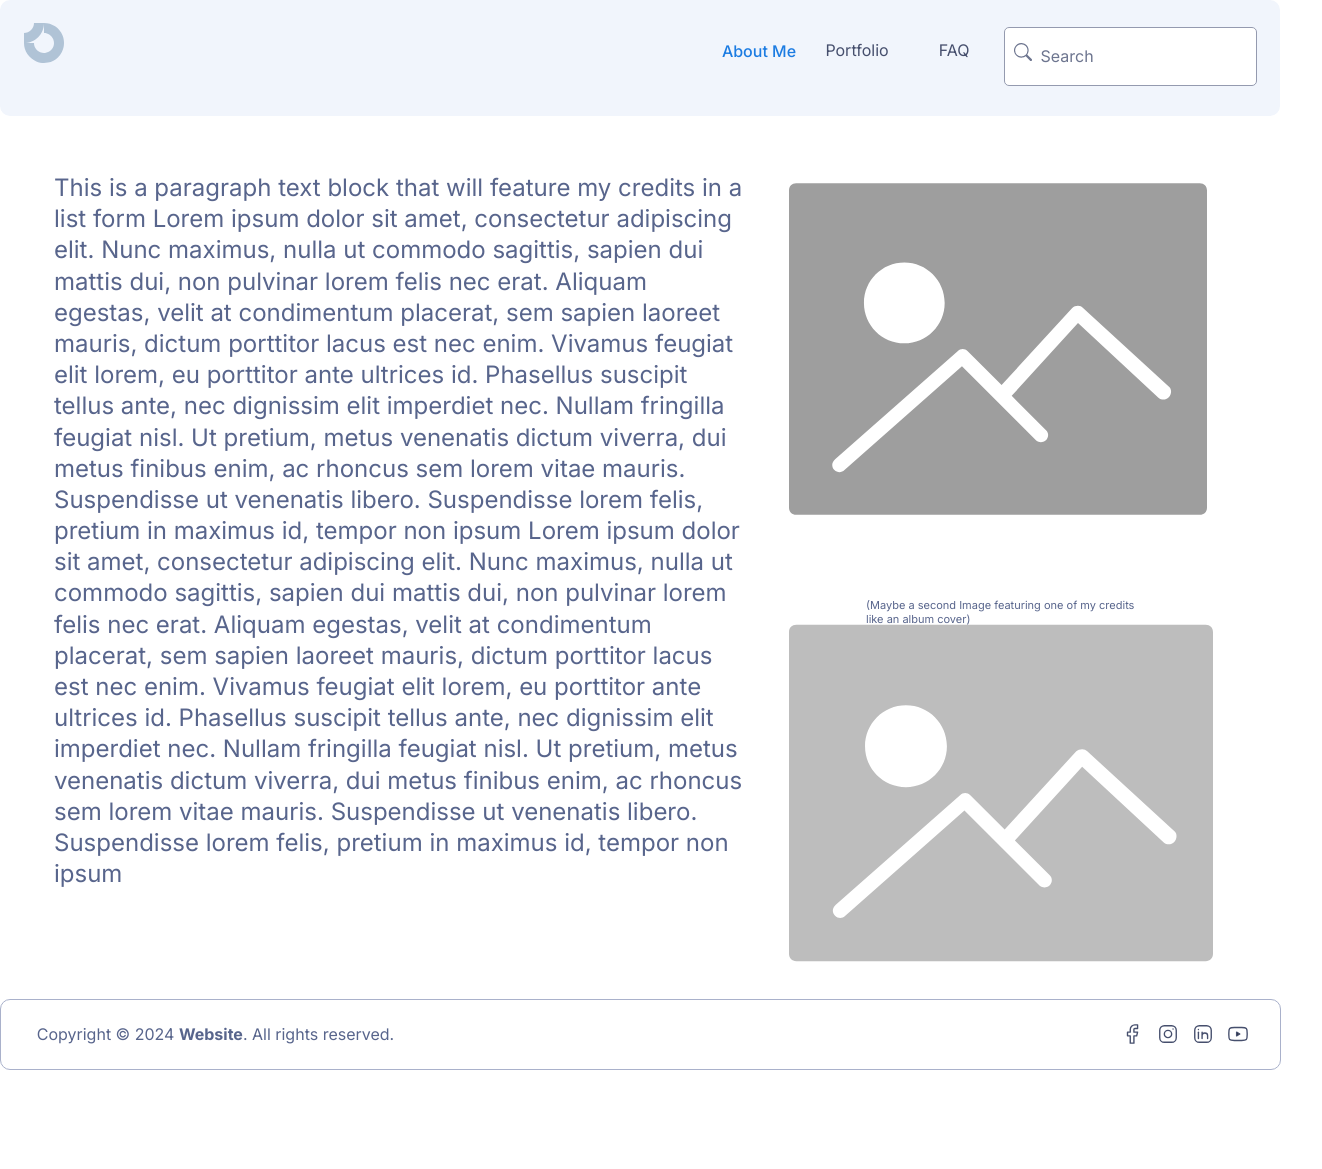 About Me Portfolio FAQ Search
This is a paragraph text block that will feature my credits in a
list form Lorem ipsum dolor sit amet, consectetur adipiscing
elit. Nunc maximus, nulla ut commodo sagittis, sapien dui
mattis dui, non pulvinar lorem felis nec erat. Aliquam
egestas, velit at condimentum placerat, sem sapien laoreet
mauris, dictum porttitor lacus est nec enim. Vivamus feugiat
elit lorem, eu porttitor ante ultrices id. Phasellus suscipit
tellus ante, nec dignissim elit imperdiet nec. Nullam fringilla
feugiat nisl. Ut pretium, metus venenatis dictum viverra, dui
metus finibus enim, ac rhoncus sem lorem vitae mauris.
Suspendisse ut venenatis libero. Suspendisse lorem felis,
pretium in maximus id, tempor non ipsum Lorem ipsum dolor
sit amet, consectetur adipiscing elit. Nunc maximus, nulla ut
commodo sagittis, sapien dui mattis dui, non pulvinar lorem
felis nec erat. Aliquam egestas, velit at condimentum
placerat, sem sapien laoreet mauris, dictum porttitor lacus
est nec enim. Vivamus feugiat elit lorem, eu porttitor ante
ultrices id. Phasellus suscipit tellus ante, nec dignissim elit
imperdiet nec. Nullam fringilla feugiat nisl. Ut pretium, metus
venenatis dictum viverra, dui metus finibus enim, ac rhoncus
sem lorem vitae mauris. Suspendisse ut venenatis libero.
Suspendisse lorem felis, pretium in maximus id, tempor non
ipsum
(Maybe a second Image featuring one of my credits
like an album cover)
Copyright © 2024 Website. All rights reserved.